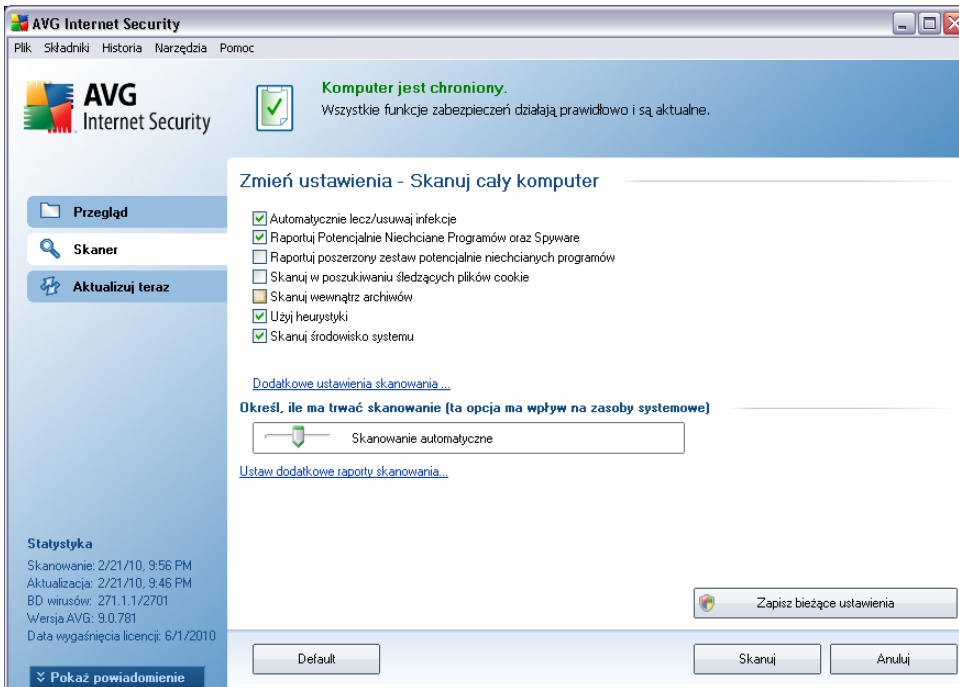 AVG Internet Security
Plik Składniki Historia Narzędzia Pomoc
AVG
Internet Security
Komputer jest chroniony.
Wszystkie funkcje zabezpieczeń działają prawidłowo i są aktualne.
Przegląd
Skaner
Aktualizuj teraz
Zmień ustawienia - Skanuj cały komputer
Automatycznie lecz/usuwaj infekcje
Raportuj Potencjalnie Niechciane Programów oraz Spyware
Raportuj poszerzony zestaw potencjalnie niechcianych programów
Skanuj w poszukiwaniu śledzących plików cookie
Skanuj wewnątrz archiwów
Użyj heurystyki
Skanuj środowisko systemu
Dodatkowe ustawienia skanowania ...
Określ, ile ma trwać skanowanie (ta opcja ma wpływ na zasoby systemowe)
Skanowanie automatyczne
Ustaw dodatkowe raporty skanowania...
Statystyka
Skanowanie: 2/21/10, 9:56 PM
Aktualizacja: 2/21/10, 9:46 PM
BD wirusów: 271.1.1/2701
Wersja AVG: 9.0.781
Data wygaśnięcia licencji: 6/1/2010
Pokaż powiadomienie
Zapisz bieżące ustawienia
Default
Skanuj
Anuluj